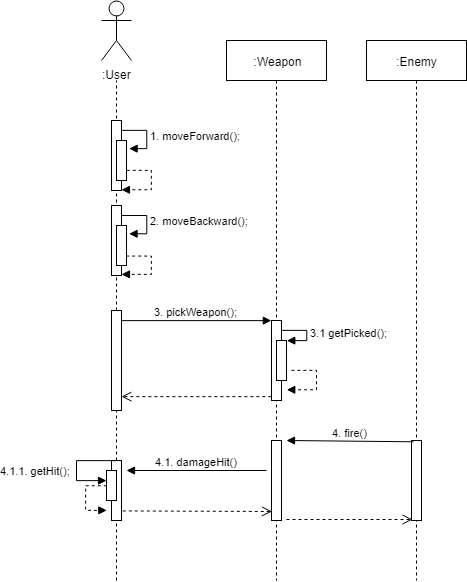 :User
:Weapon
:Enemy
1. moveForward();
2. moveBackward();
3. pickWeapon();
3.1 getPicked();
4. fire()
4.1. damageHit()
4.1.1. getHit();